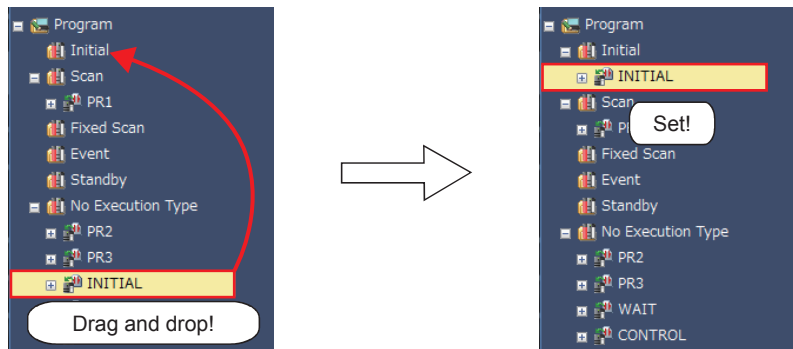 Program
Initial
Scan
PR1
Fixed Scan
Event
Standby
No Execution Type
PR2
PR3
INITIAL
Drag and drop!
Program
Initial
INITIAL
Scan
Set!
Fixed Scan
Event
Standby
No Execution Type
PR2
PR3
WAIT
CONTROL